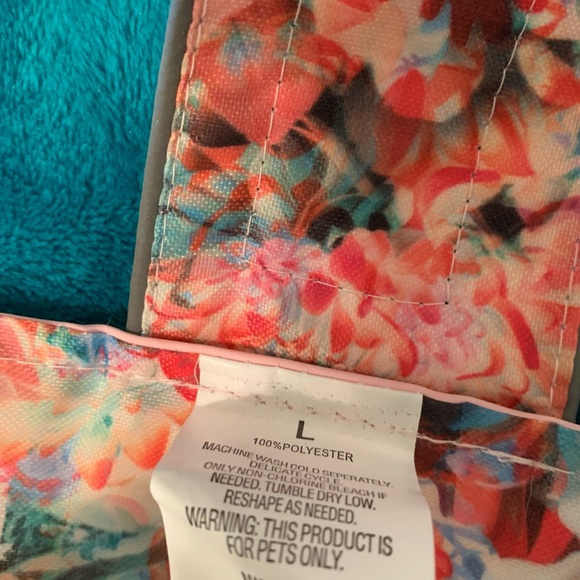 L
100%POLYESTER
MACHINE WASH COLD SEPERATELY.
DELICATE CYCLE.
ONLY NON-CHLORINE BLEACH IF
NEEDED. TUMBLE DRY LOW.
RESHAPE AS NEEDED.
WARNING: THIS PRODUCT IS
FOR PETS ONLY.